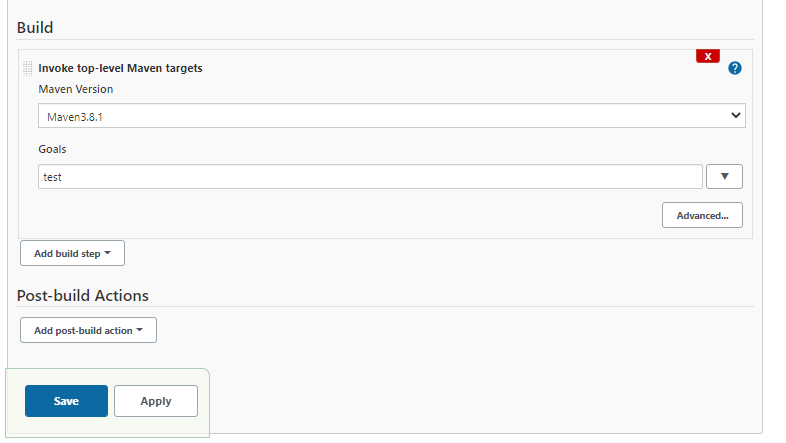 Build
Invoke top-level Maven targets
X
?
Maven Version
Maven3.8.1
Goals
test
Advanced...
Add build step
Post-build Actions
Add post-build action
Save
Apply